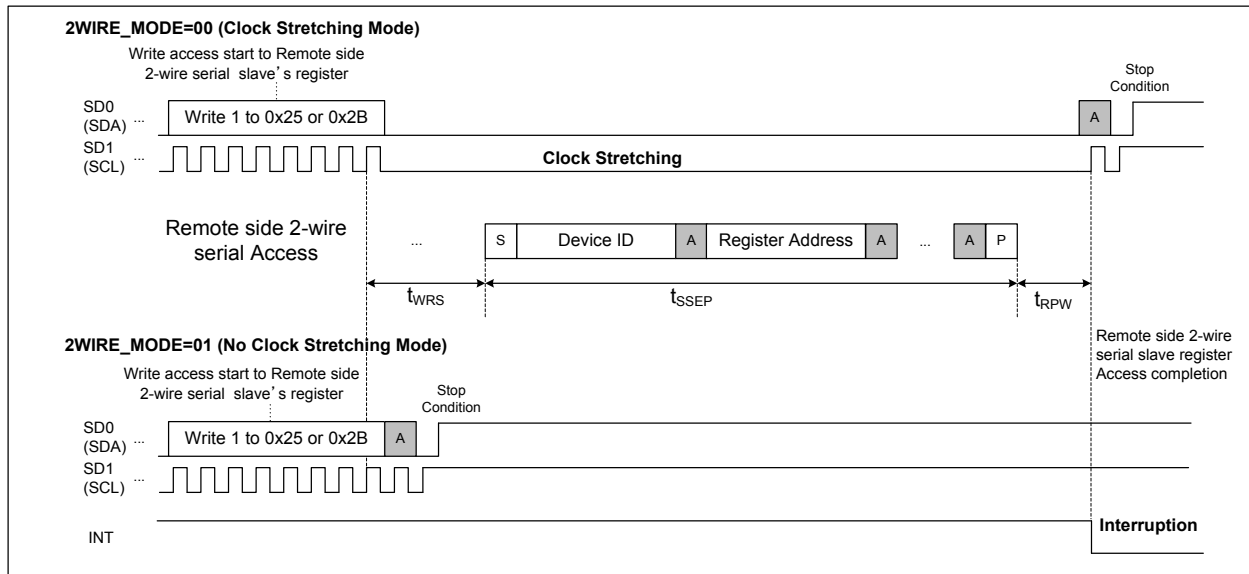 2WIRE_MODE=00 (Clock Stretching Mode)
Write access start to Remote side
2-wire serial slave's register
Stop
Condition
SD0
(SDA) ... Write 1 to 0x25 or 0x2B A
SD1
(SCL) ... Clock Stretching
Remote side 2-wire
serial Access
... S Device ID A Register Address A ... A P
tWRS tSSEP tRPW
2WIRE_MODE=01 (No Clock Stretching Mode)
Remote side 2-wire
serial slave register
Access completion
Write access start to Remote side
2-wire serial slave's register
Stop
Condition
SD0
(SDA) ... Write 1 to 0x25 or 0x2B A
SD1
(SCL) ...
INT
Interruption